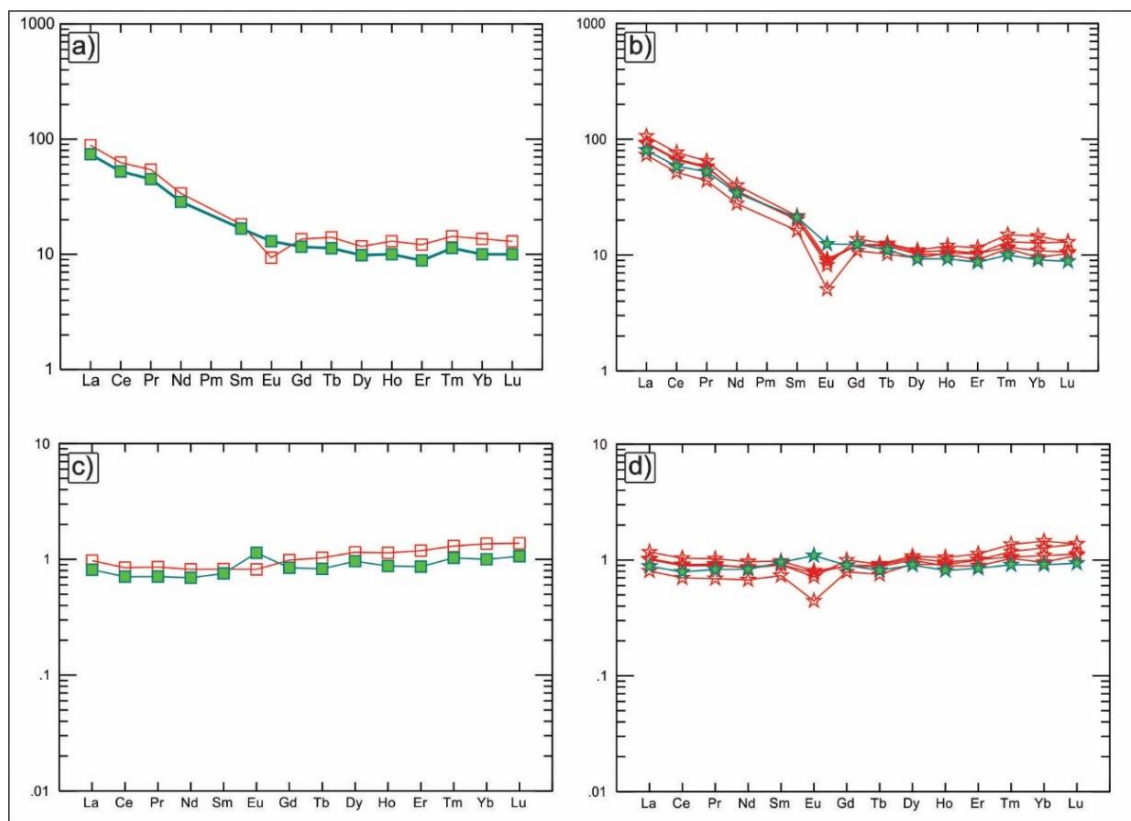 a)
1000
100
10
1
La Ce Pr Nd Pm Sm Eu Gd Tb Dy Ho Er Tm Yb Lu
b)
1000
100
10
1
La Ce Pr Nd Pm Sm Eu Gd Tb Dy Ho Er Tm Yb Lu
c)
10
1
.1
.01
La Ce Pr Nd Sm Eu Gd Tb Dy Ho Er Tm Yb Lu
d)
10
1
.1
.01
La Ce Pr Nd Sm Eu Gd Tb Dy Ho Er Tm Yb Lu